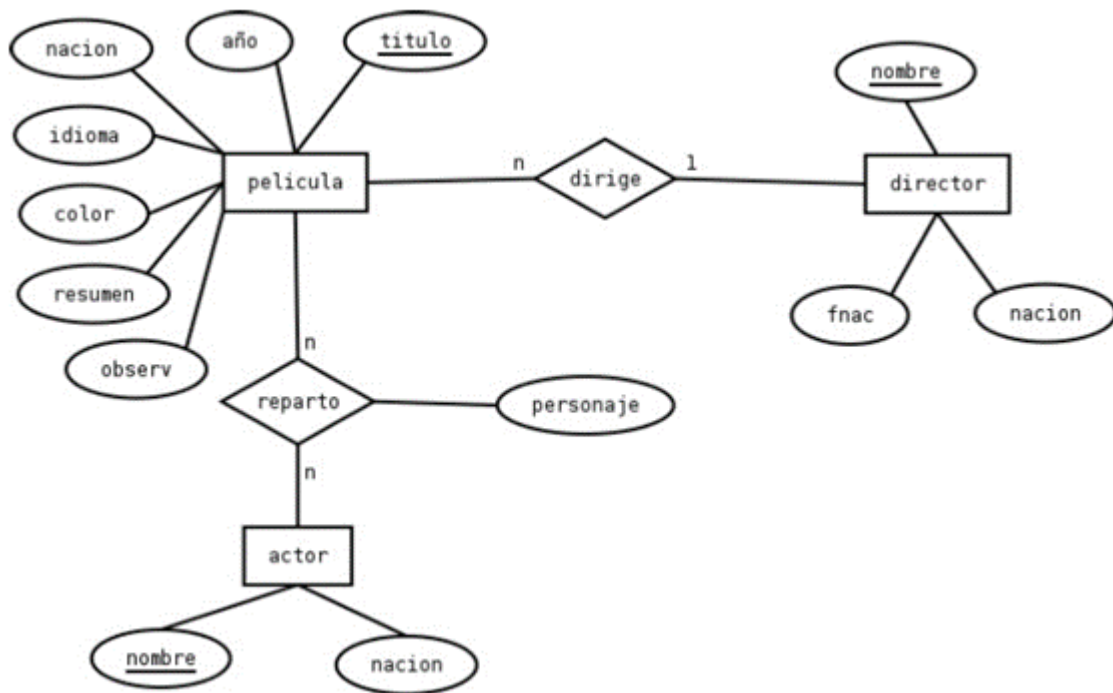 nacion
año
titulo
nombre
idioma
pelicula
n
dirige
1
director
color
resumen
fnac
nacion
observ
n
reparto
personaje
n
actor
nombre
nacion